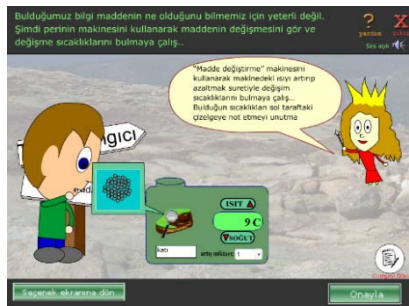 Bulduğumuz bilgi maddenin ne olduğunu bilmemiz için yeterli değil.
Şimdi perinin makinesini kullanarak maddenin değişmesini gör ve
değişme sıcaklıklarını bulmaya çalış..
?
X
yardım
Ses açık
"Madde değiştirme" makinesini
kullanarak makinedeki ısıyı artırıp
azaltmak suretiyle değişim
sıcaklıklarını bulmaya çalış...
Bulduğun sıcaklıkları sol taraftaki
çizelgeye not etmeyi unutma
ngıcı
ISIT
9 C
SOĞUT
katı
artış miktarı: 1
Seçenek ekranına dön
Onayla